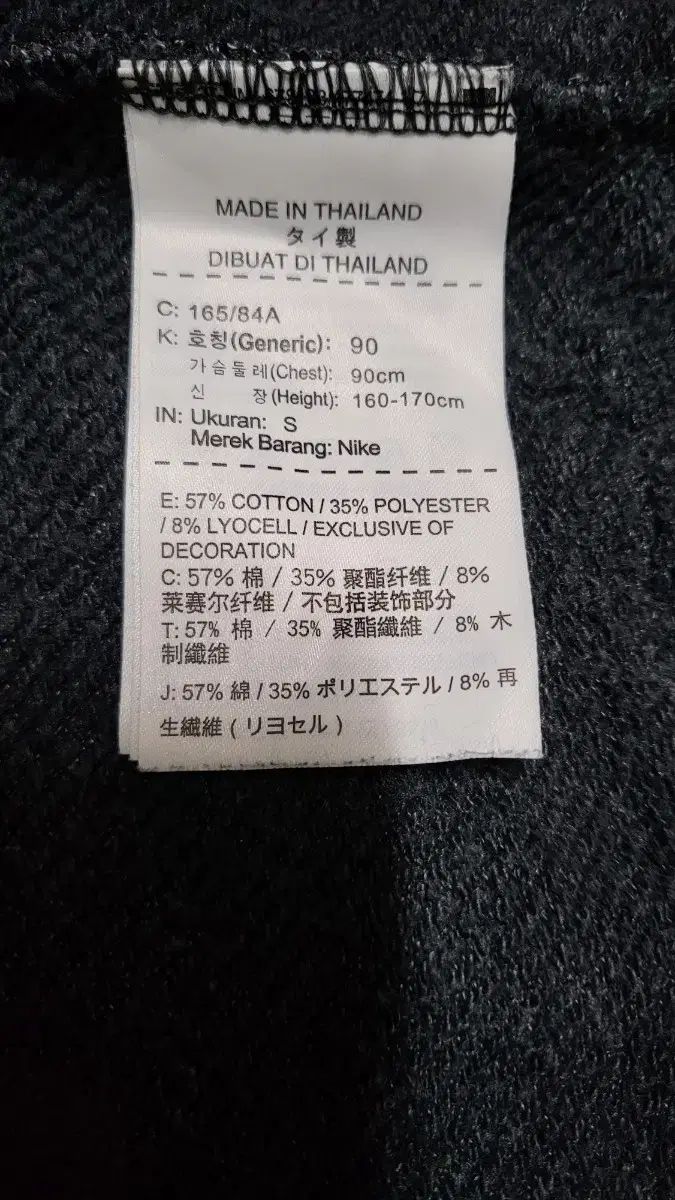 MADE IN THAILAND
タイ製
DIBUAT DI THAILAND
C: 165/84A
K: 호칭(Generic): 90
가슴둘레(Chest): 90cm
신 장(Height): 160-170cm
IN: Ukuran: S
Merek Barang: Nike
E: 57% COTTON / 35% POLYESTER
/ 8% LYOCELL / EXCLUSIVE OF
DECORATION
C: 57% 棉 / 35% 聚酯纤维 / 8%
莱赛尔纤维 / 不包括装饰部分
T: 57% 棉 / 35% 聚酯纖維 / 8% 木
制纖維
J: 57% 綿 / 35% ポリエステル / 8% 再
生繊維 ( リヨセル )